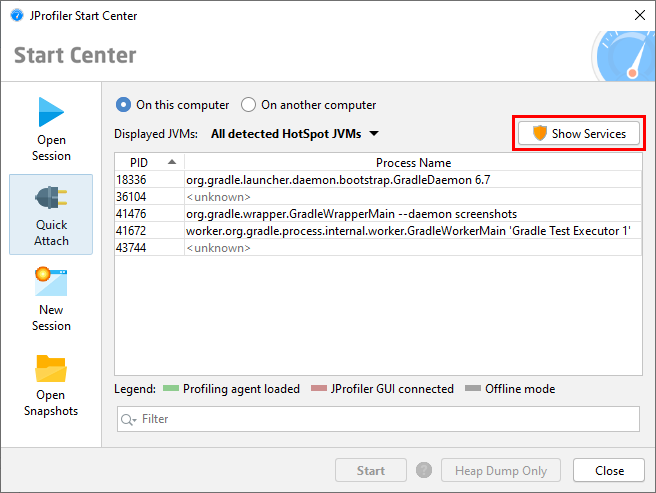 JProfiler Start Center
Start Center
Open
Session
Quick
Attach
New
Session
Open
Snapshots
On this computer On another computer
Displayed JVMs: All detected HotSpot JVMs Show Services
PID Process Name
18336 org.gradle.launcher.daemon.bootstrap.GradleDaemon 6.7
36104 <unknown>
41476 org.gradle.wrapper.GradleWrapperMain --daemon screenshots
41672 worker.org.gradle.process.internal.worker.GradleWorkerMain 'Gradle Test Executor 1'
43744 <unknown>
Legend: Profiling agent loaded JProfiler GUI connected Offline mode
Filter
Start ? Heap Dump Only Close